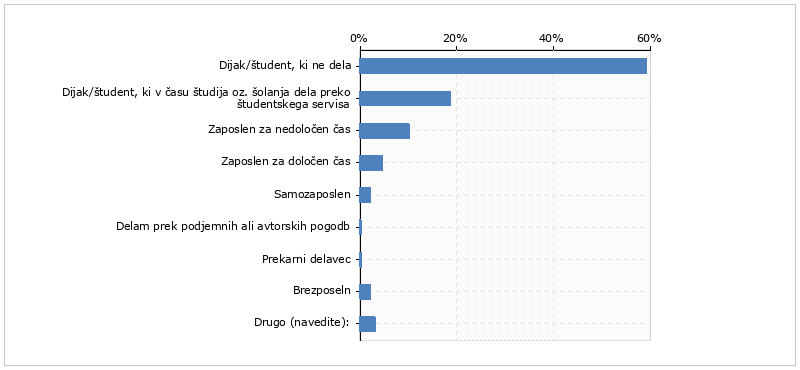 0% 20% 40% 60%
Dijak/študent, ki ne dela
Dijak/študent, ki v času študija oz. šolanja dela preko
študentskega servisa
Zaposlen za nedoločen čas
Zaposlen za določen čas
Samozaposlen
Delam prek podjemnih ali avtorskih pogodb
Prekarni delavec
Brezposeln
Drugo (navedite):